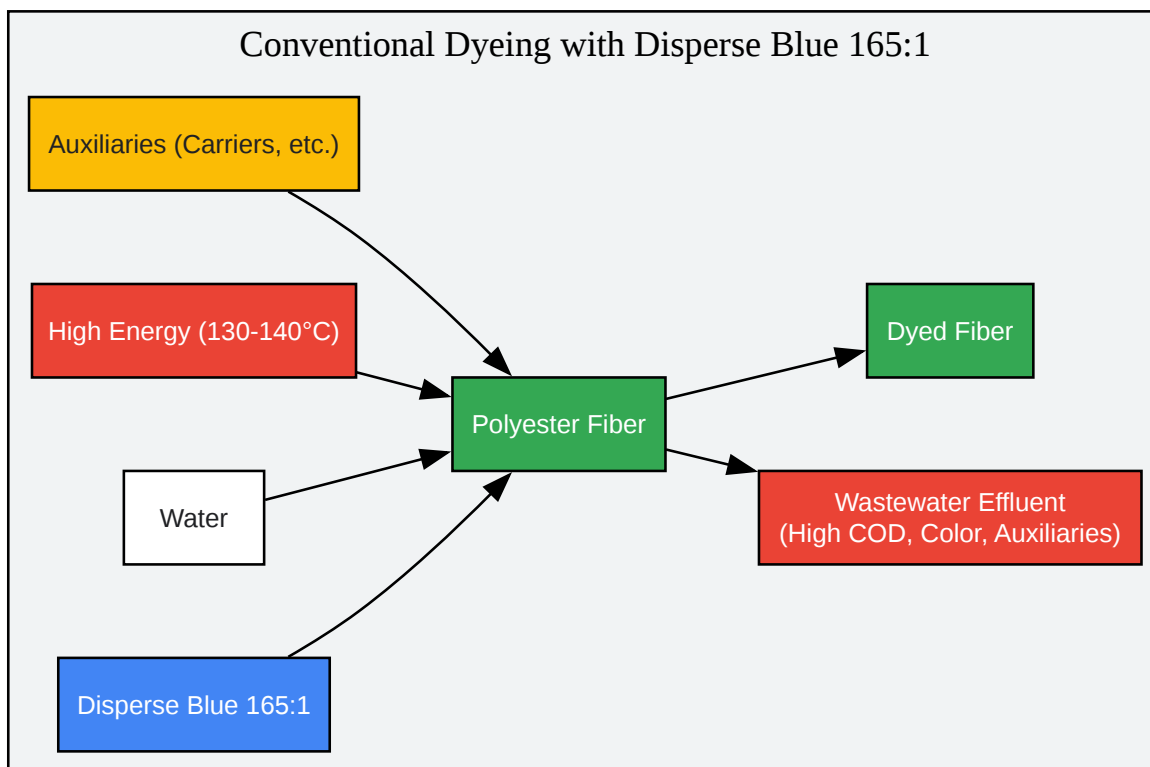 Conventional Dyeing with Disperse Blue 165:1
Auxiliaries (Carriers, etc.)
High Energy (130-140°C)
Dyed Fiber
Polyester Fiber
Water
Wastewater Effluent
(High COD, Color, Auxiliaries)
Disperse Blue 165:1